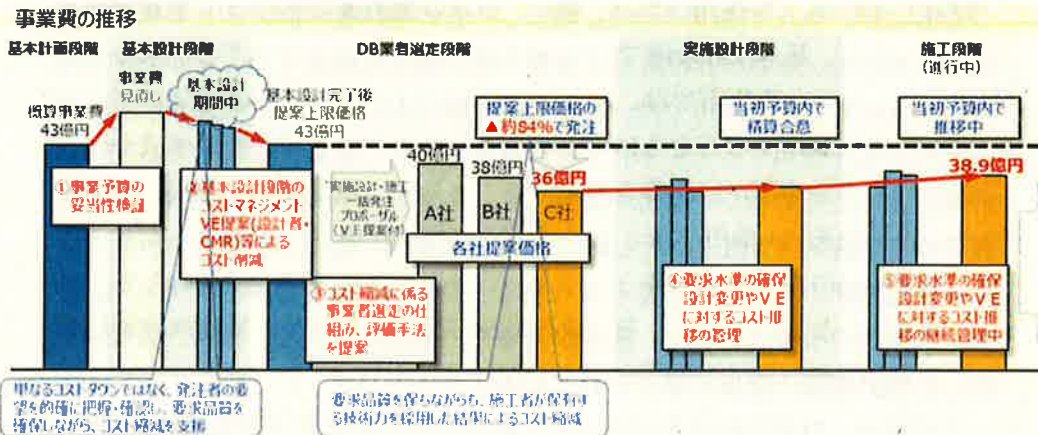 事業費の推移
基本計画段階
基本設計段階
DB業者選定段階
実施設計段階
施工段階
(進行中)
概算事業費
43億円
事業費
見直し
基本設計
期間中
基本設計完了後
提案上限価格
43億円
提案上限価格の
▲約84%で発注
当初予算内で
積算合意
当初予算内で
推移中
①事業予算の
妥当性検証
②基本設計段階の
コストマネジメント
VE提案(設計者・
CMR)等による
コスト削減
実施設計・施工
一括発注
プロポーザル
(VE提案付)
40億円
38億円
36億円
38.9億円
A社
B社
C社
各社提案価格
③コスト縮減に係る
事業者選定の仕
組み、評価手法
を提案
④要求水準の確保
設計変更やVE
に対するコスト推
移の管理
⑤要求水準の確保
設計変更やVE
に対するコスト推
移の継続管理中
単なるコストダウンではなく、発注者の要
望を的確に把握・確認し、要求品質を
確保しながら、コスト縮減を支援
要求品質を保ちながらも、施工者が保有す
る技術力を採用した結果によるコスト縮減